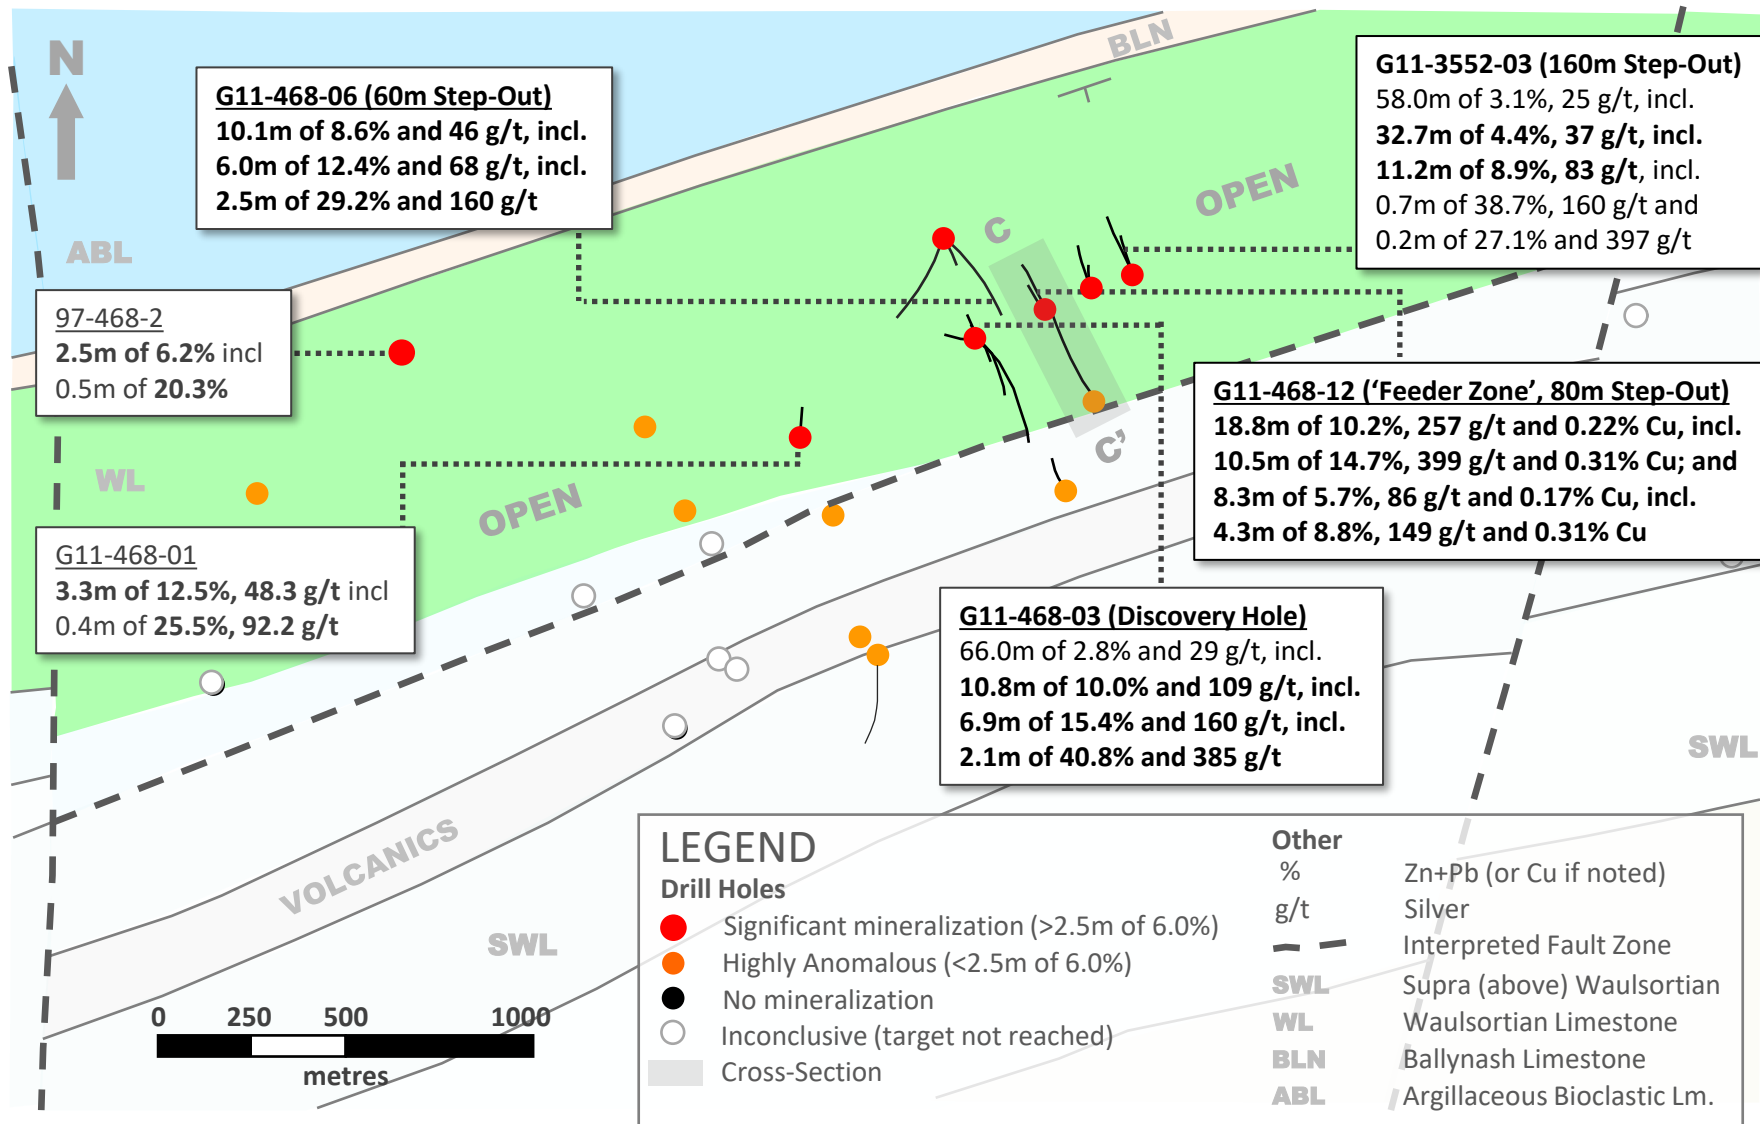 N
BLN
G11-468-06 (60m Step-Out)
10.1m of 8.6% and 46 g/t, incl.
6.0m of 12.4% and 68 g/t, incl.
2.5m of 29.2% and 160 g/t
G11-3552-03 (160m Step-Out)
58.0m of 3.1%, 25 g/t, incl.
32.7m of 4.4%, 37 g/t, incl.
11.2m of 8.9%, 83 g/t, incl.
0.7m of 38.7%, 160 g/t and
0.2m of 27.1% and 397 g/t
OPEN
C
ABL
97-468-2
2.5m of 6.2% incl
0.5m of 20.3%
G11-468-12 (‘Feeder Zone’, 80m Step-Out)
18.8m of 10.2%, 257 g/t and 0.22% Cu, incl.
10.5m of 14.7%, 399 g/t and 0.31% Cu; and
8.3m of 5.7%, 86 g/t and 0.17% Cu, incl.
4.3m of 8.8%, 149 g/t and 0.31% Cu
C’
WL
OPEN
G11-468-01
3.3m of 12.5%, 48.3 g/t incl
0.4m of 25.5%, 92.2 g/t
G11-468-03 (Discovery Hole)
66.0m of 2.8% and 29 g/t, incl.
10.8m of 10.0% and 109 g/t, incl.
6.9m of 15.4% and 160 g/t, incl.
2.1m of 40.8% and 385 g/t
SWL
VOLCANICS
SWL
0 250 500 1000
metres
LEGEND
Drill Holes
Significant mineralization (>2.5m of 6.0%)
Highly Anomalous (<2.5m of 6.0%)
No mineralization
Inconclusive (target not reached)
Cross-Section
Other
% Zn+Pb (or Cu if noted)
g/t Silver
Interpreted Fault Zone
SWL Supra (above) Waulsortian
WL Waulsortian Limestone
BLN Ballynash Limestone
ABL Argillaceous Bioclastic Lm.